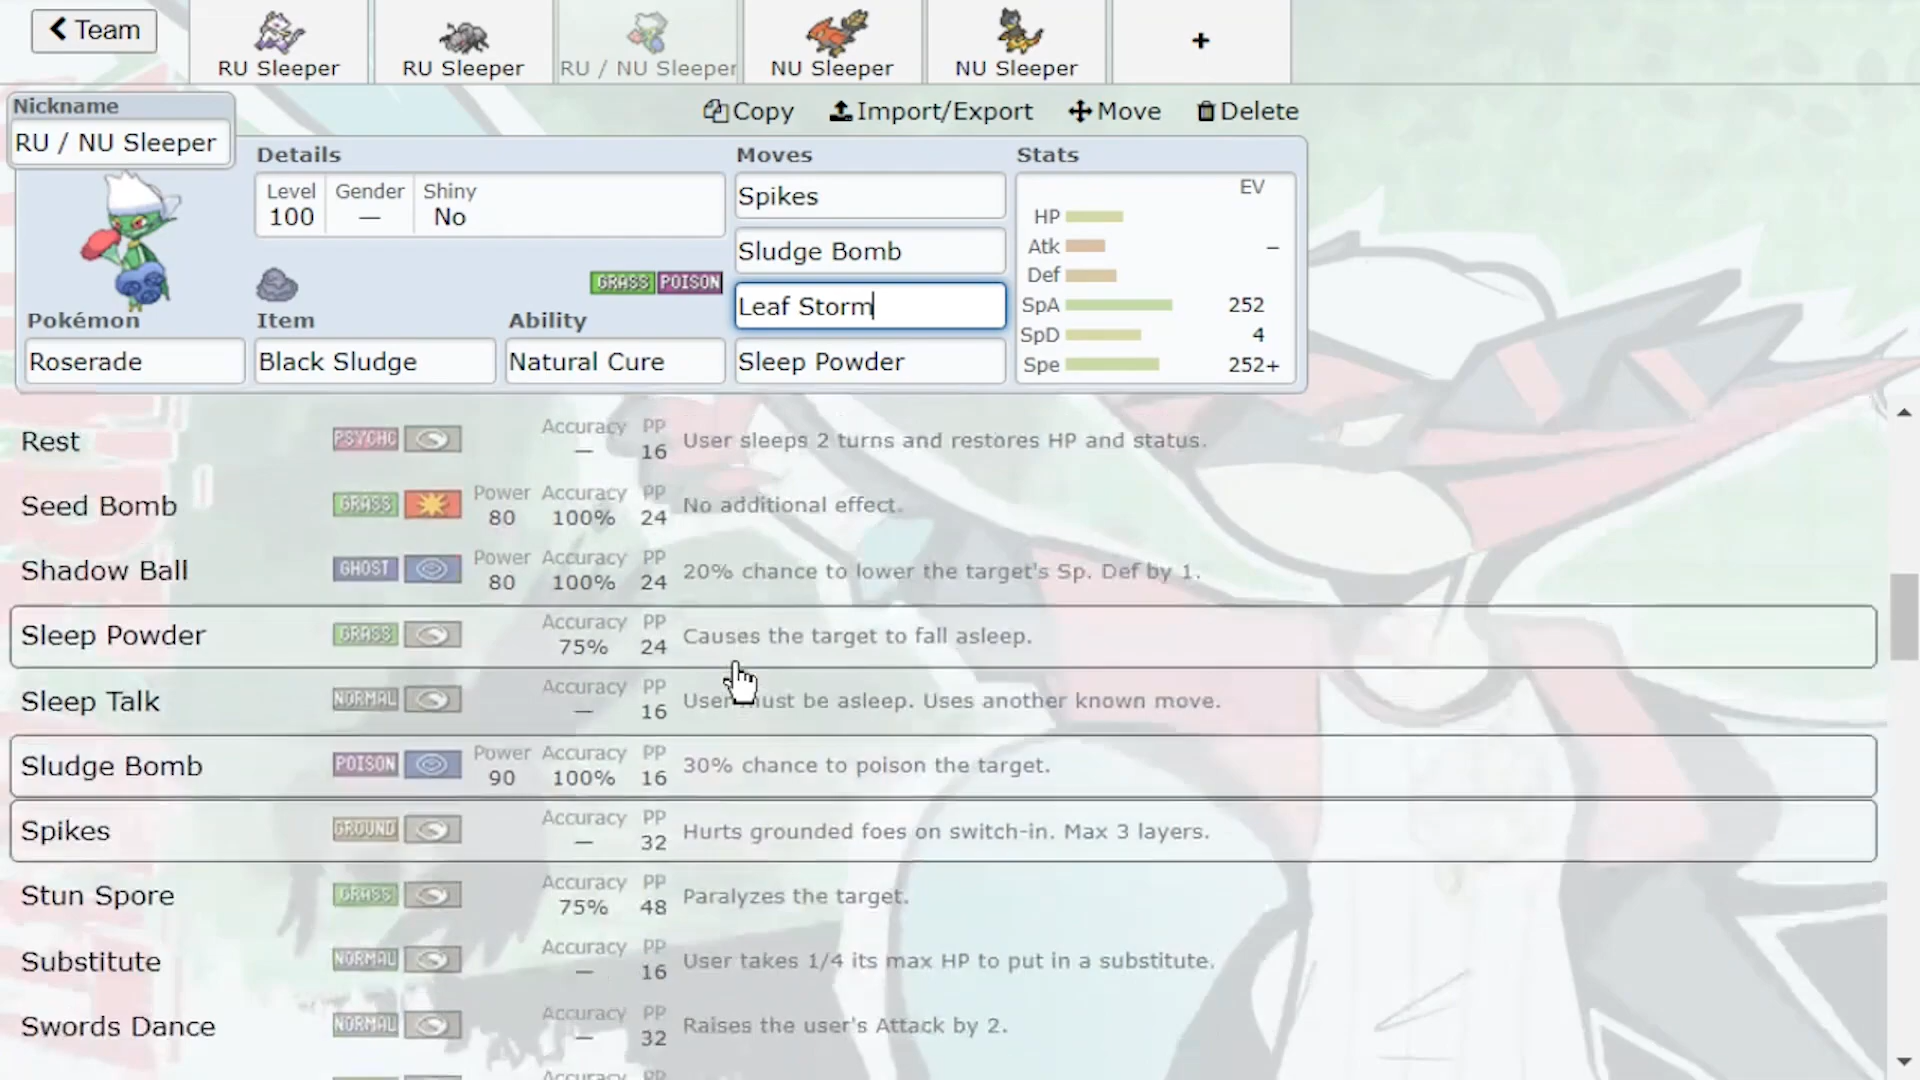 Team
RU Sleeper
RU Sleeper
RU / NU Sleeper
NU Sleeper
NU Sleeper
+
Nickname
RU / NU Sleeper
Copy
Import/Export
Move
Delete
Details
Level
100
Gender
—
Shiny
No
GRASS POISON
Pokémon
Roserade
Item
Black Sludge
Ability
Natural Cure
Moves
Spikes
Sludge Bomb
Leaf Storm
Sleep Powder
Stats
EV
HP
Atk –
Def
SpA 252
SpD 4
Spe 252+
Rest PSYCHC Accuracy — PP 16 User sleeps 2 turns and restores HP and status.
Seed Bomb GRASS Power 80 Accuracy 100% PP 24 No additional effect.
Shadow Ball GHOST Power 80 Accuracy 100% PP 24 20% chance to lower the target's Sp. Def by 1.
Sleep Powder GRASS Accuracy 75% PP 24 Causes the target to fall asleep.
Sleep Talk NORMAL Accuracy — PP 16 User must be asleep. Uses another known move.
Sludge Bomb POISON Power 90 Accuracy 100% PP 16 30% chance to poison the target.
Spikes GROUND Accuracy — PP 32 Hurts grounded foes on switch-in. Max 3 layers.
Stun Spore GRASS Accuracy 75% PP 48 Paralyzes the target.
Substitute NORMAL Accuracy — PP 16 User takes 1/4 its max HP to put in a substitute.
Swords Dance NORMAL Accuracy — PP 32 Raises the user's Attack by 2.